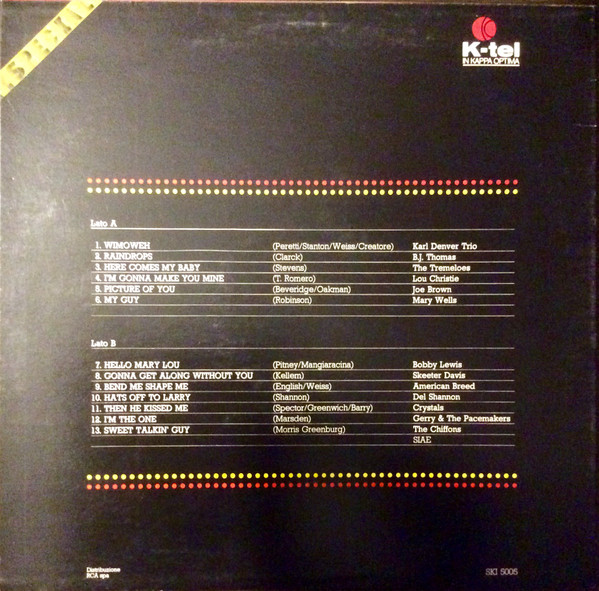 SPECIAL
K-tel
IN KAPPA OPTIMA
Lato A
1. WIMOWEH (Peretti/Stanton/Weiss/Creatore) Karl Denver Trio
2. RAINDROPS (Clarck) B.J. Thomas
3. HERE COMES MY BABY (Stevens) The Tremeloes
4. I'M GONNA MAKE YOU MINE (T. Romero) Lou Christie
5. PICTURE OF YOU (Beveridge/Oakman) Joe Brown
6. MY GUY (Robinson) Mary Wells
Lato B
7. HELLO MARY LOU (Pitney/Mangiaracina) Bobby Lewis
8. GONNA GET ALONG WITHOUT YOU (Kellem) Skeeter Davis
9. BEND ME SHAPE ME (English/Weiss) American Breed
10. HATS OFF TO LARRY (Shannon) Del Shannon
11. THEN HE KISSED ME (Spector/Greenwich/Barry) Crystals
12. I'M THE ONE (Marsden) Gerry & The Pacemakers
13. SWEET TALKIN' GUY (Morris Greenburg) The Chiffons
SIAE
Distribuzione
RCA spa
SKI 5005